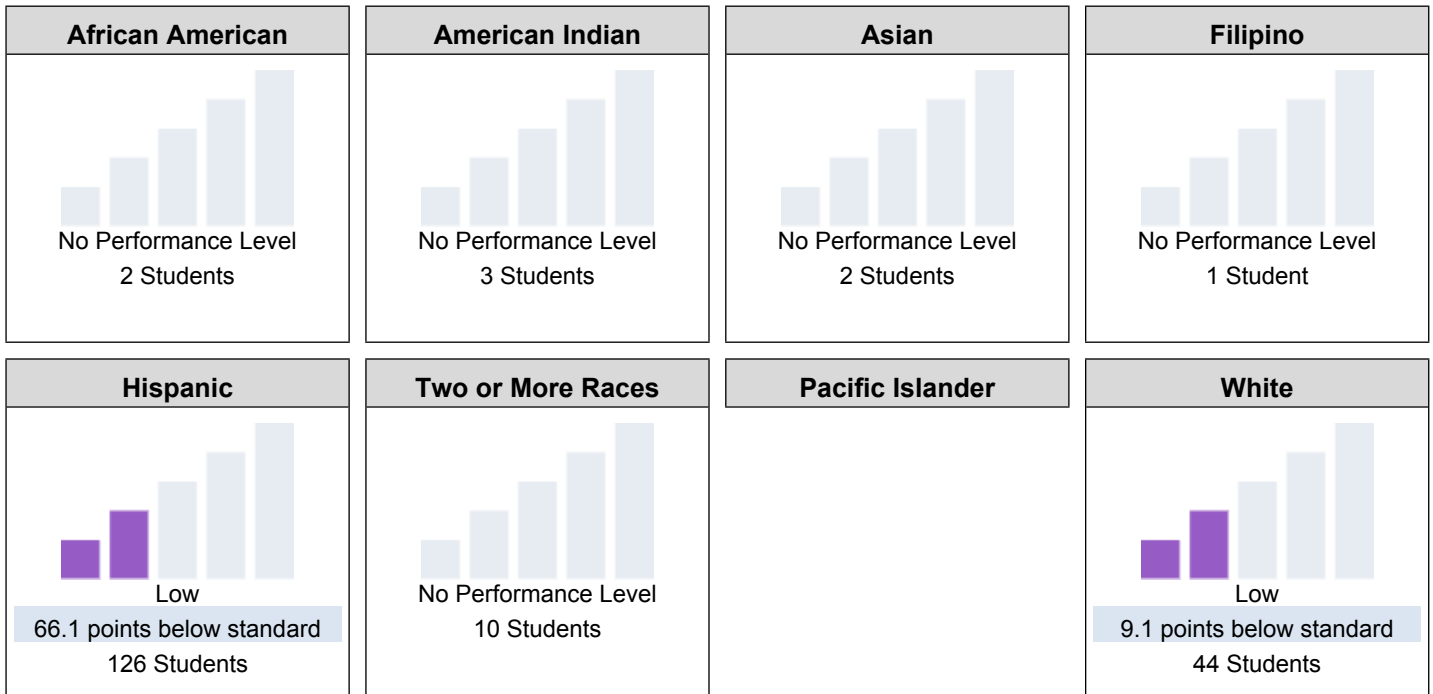 African American
No Performance Level
2 Students
American Indian
No Performance Level
3 Students
Asian
No Performance Level
2 Students
Filipino
No Performance Level
1 Student
Hispanic
Low
66.1 points below standard
126 Students
Two or More Races
No Performance Level
10 Students
Pacific Islander
White
Low
9.1 points below standard
44 Students